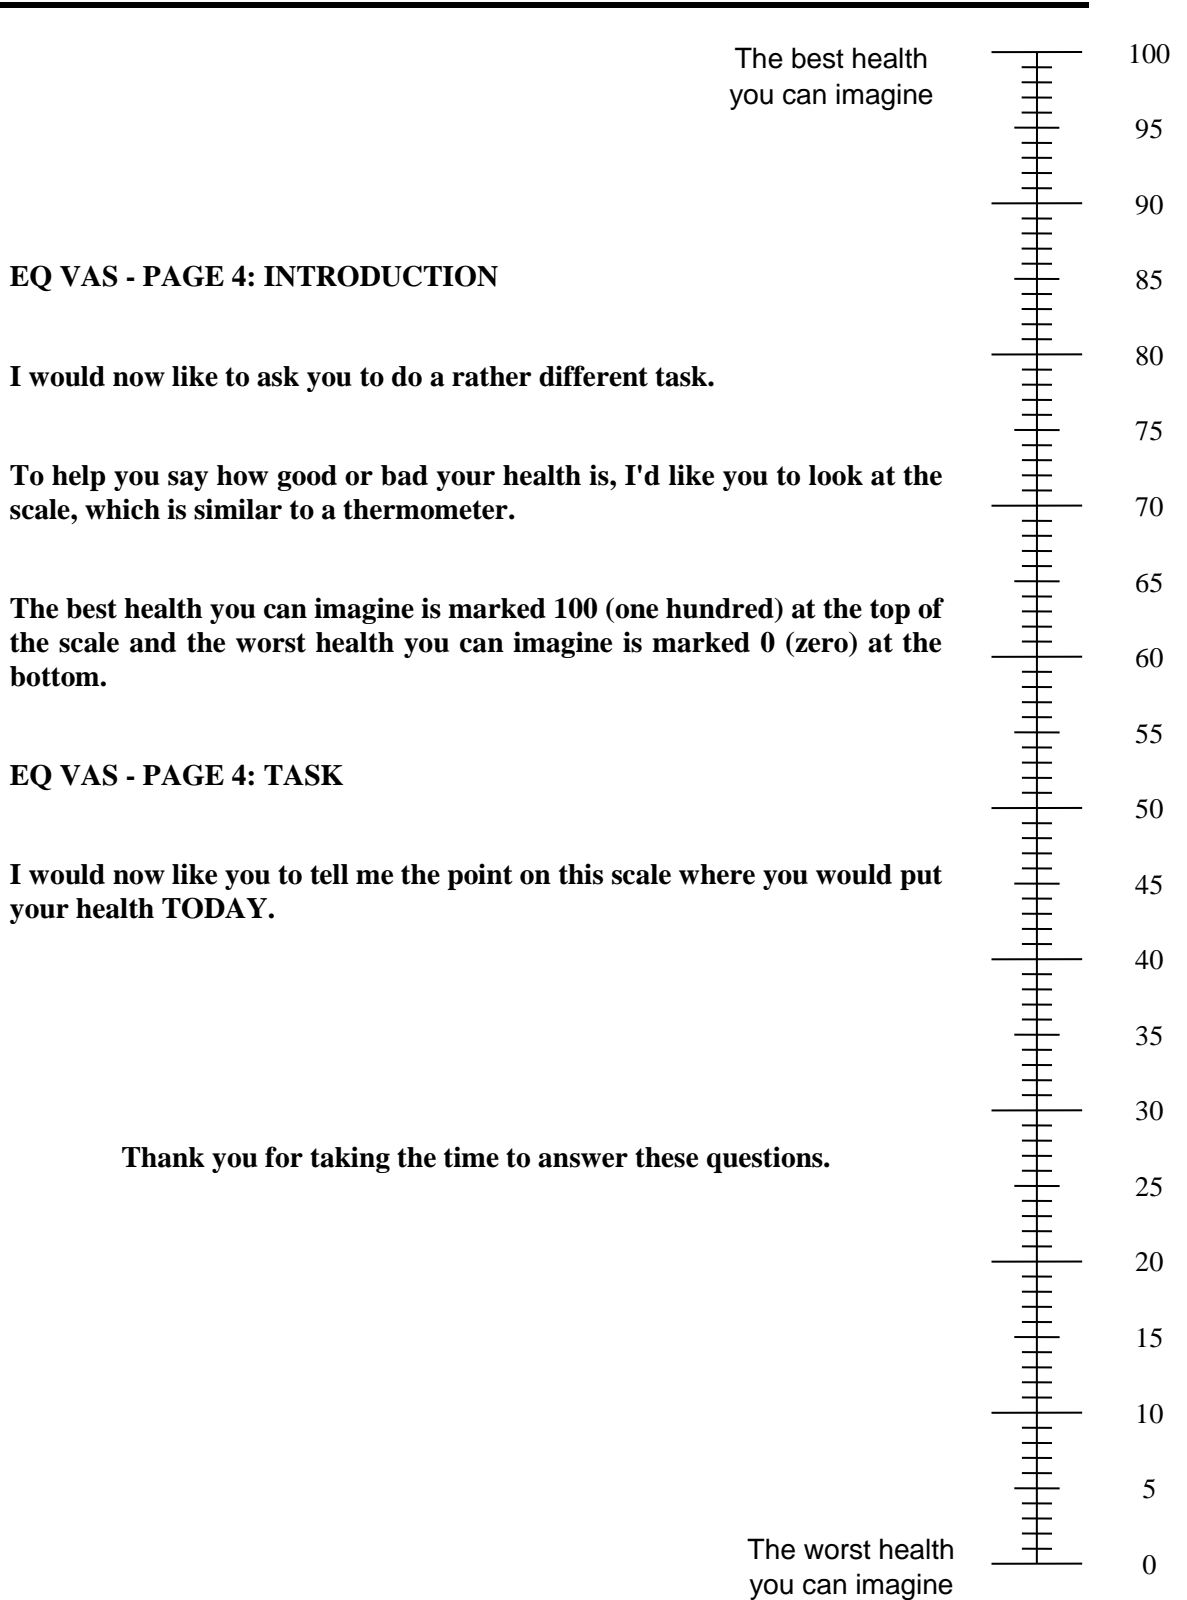 The best health
you can imagine
EQ VAS - PAGE 4: INTRODUCTION
I would now like to ask you to do a rather different task.
To help you say how good or bad your health is, I'd like you to look at the
scale, which is similar to a thermometer.
The best health you can imagine is marked 100 (one hundred) at the top of
the scale and the worst health you can imagine is marked 0 (zero) at the
bottom.
EQ VAS - PAGE 4: TASK
I would now like you to tell me the point on this scale where you would put
your health TODAY.
Thank you for taking the time to answer these questions.
The worst health
you can imagine
100
95
90
85
80
75
70
65
60
55
50
45
40
35
30
25
20
15
10
5
0